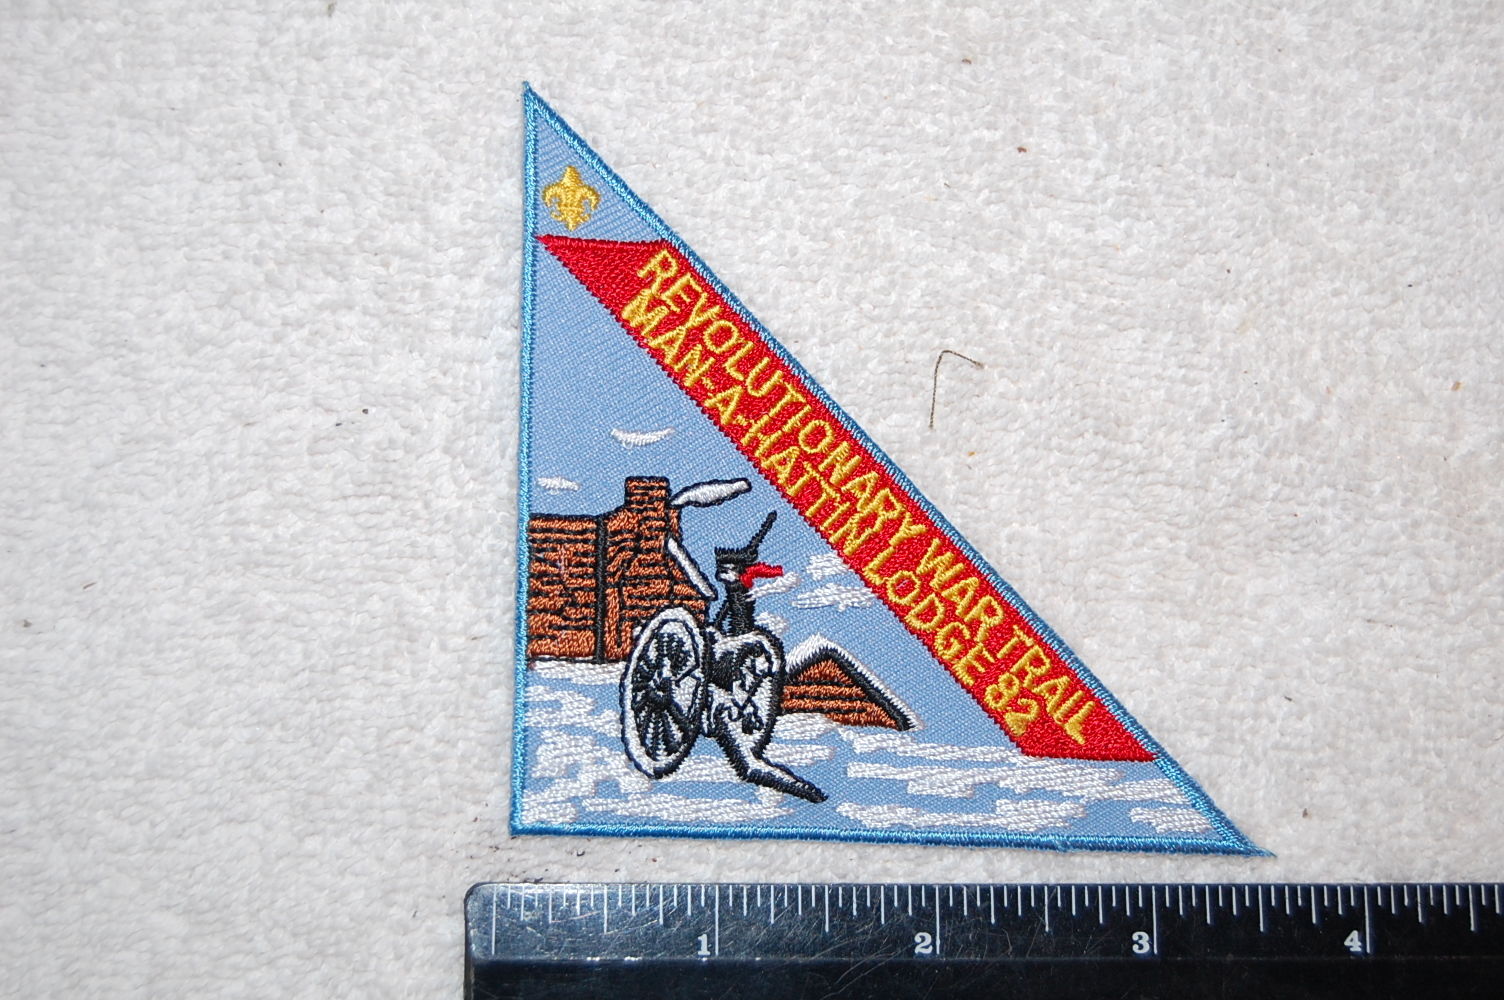 REVOLUTIONARY WAR TRAIL
MAN-A-HATTIN LODGE 82
1 2 3 4